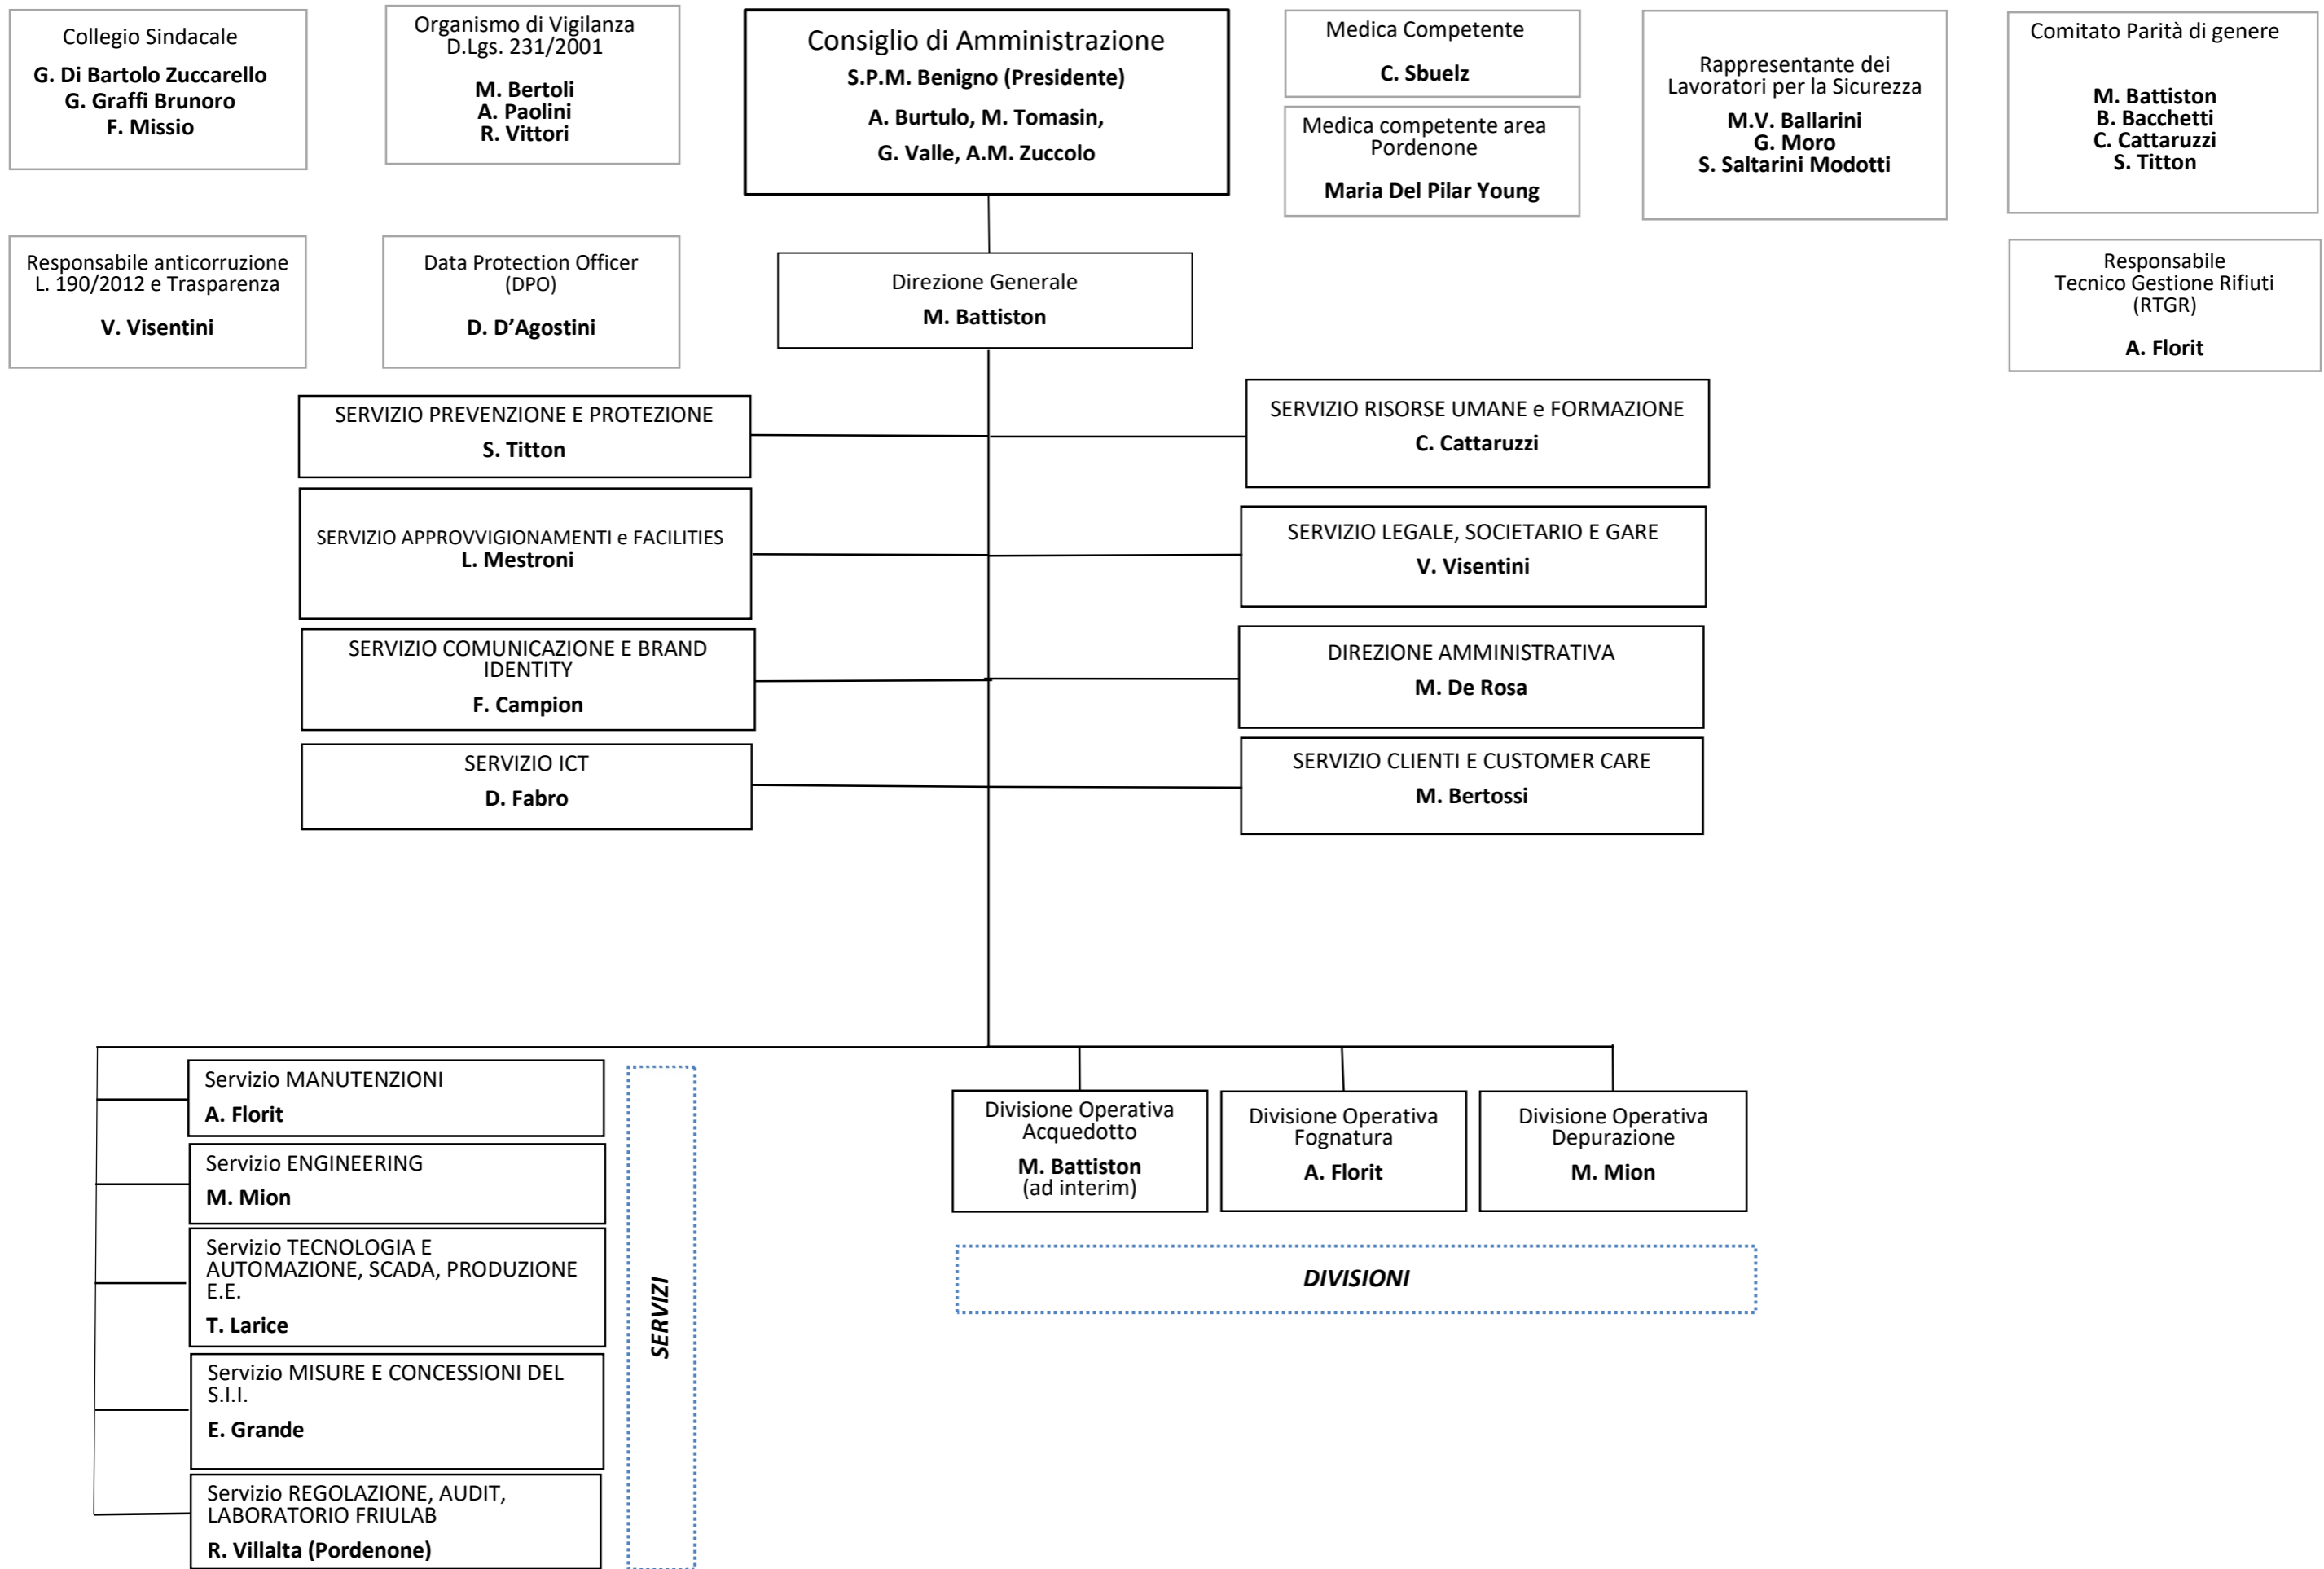 Collegio Sindacale
G. Di Bartolo Zuccarello
G. Graffi Brunoro
F. Missio
Organismo di Vigilanza
D.Lgs. 231/2001
M. Bertoli
A. Paolini
R. Vittori
Consiglio di Amministrazione
S.P.M. Benigno (Presidente)
A. Burtulo, M. Tomasin,
G. Valle, A.M. Zuccolo
Medica Competente
C. Sbuelz
Medica competente area
Pordenone
Maria Del Pilar Young
Rappresentante dei
Lavoratori per la Sicurezza
M.V. Ballarini
G. Moro
S. Saltarini Modotti
Comitato Parità di genere
M. Battiston
B. Bacchetti
C. Cattaruzzi
S. Titton
Responsabile anticorruzione
L. 190/2012 e Trasparenza
V. Visentini
Data Protection Officer
(DPO)
D. D’Agostini
Direzione Generale
M. Battiston
Responsabile
Tecnico Gestione Rifiuti
(RTGR)
A. Florit
SERVIZIO PREVENZIONE E PROTEZIONE
S. Titton
SERVIZIO RISORSE UMANE e FORMAZIONE
C. Cattaruzzi
SERVIZIO APPROVVIGIONAMENTI e FACILITIES
L. Mestroni
SERVIZIO LEGALE, SOCIETARIO E GARE
V. Visentini
SERVIZIO COMUNICAZIONE E BRAND
IDENTITY
F. Campion
DIREZIONE AMMINISTRATIVA
M. De Rosa
SERVIZIO ICT
D. Fabro
SERVIZIO CLIENTI E CUSTOMER CARE
M. Bertossi
Servizio MANUTENZIONI
A. Florit
Servizio ENGINEERING
M. Mion
Servizio TECNOLOGIA E
AUTOMAZIONE, SCADA, PRODUZIONE
E.E.
T. Larice
Servizio MISURE E CONCESSIONI DEL
S.I.I.
E. Grande
Servizio REGOLAZIONE, AUDIT,
LABORATORIO FRIULAB
R. Villalta (Pordenone)
SERVIZI
Divisione Operativa
Acquedotto
M. Battiston
(ad interim)
Divisione Operativa
Fognatura
A. Florit
Divisione Operativa
Depurazione
M. Mion
DIVISIONI